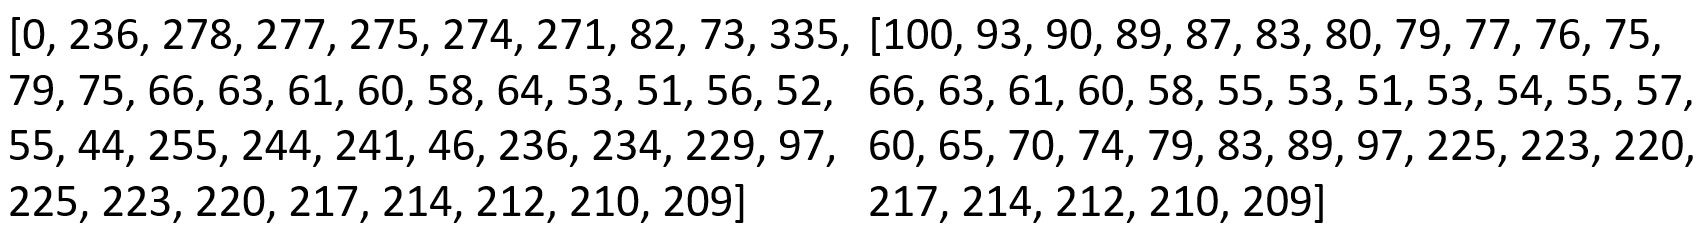 [0, 236, 278, 277, 275, 274, 271, 82, 73, 335,
79, 75, 66, 63, 61, 60, 58, 64, 53, 51, 56, 52,
55, 44, 255, 244, 241, 46, 236, 234, 229, 97,
225, 223, 220, 217, 214, 212, 210, 209]
[100, 93, 90, 89, 87, 83, 80, 79, 77, 76, 75,
66, 63, 61, 60, 58, 55, 53, 51, 53, 54, 55, 57,
60, 65, 70, 74, 79, 83, 89, 97, 225, 223, 220,
217, 214, 212, 210, 209]